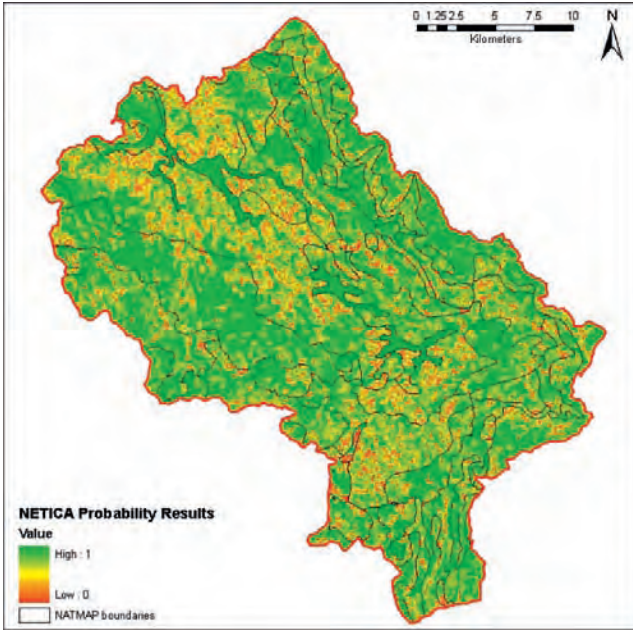 0 1.25 2.5 5 7.5 10
Kilometers
N
NETICA Probability Results
Value
High : 1
Low : 0
NATMAP boundaries